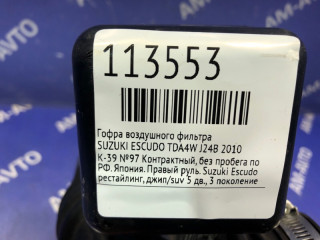 113553
Гофра воздушного фильтра
SUZUKI ESCUDO TDA4W J24B 2010
К-39 №97 Контрактный, без пробега по
РФ. Япония. Правый руль. Suzuki Escudo
рестайлинг, джип/suv 5 дв., 3 поколение